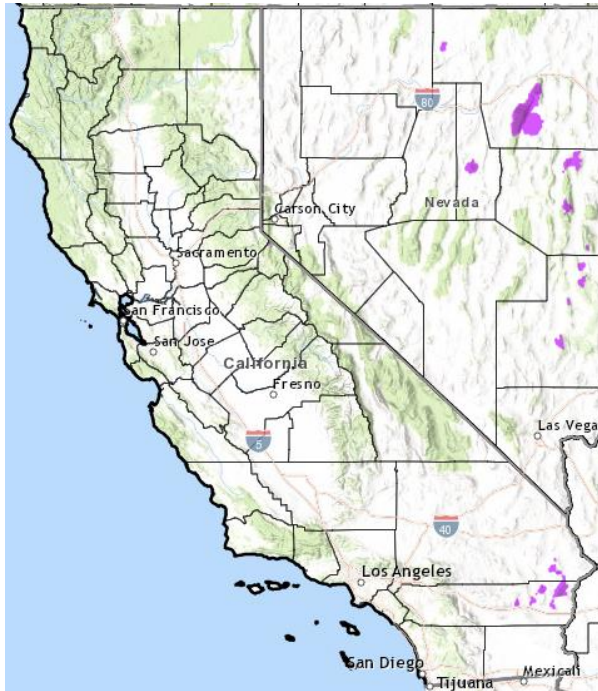 80
Carson City
Nevada
Sacramento
San Francisco
San Jose
California
Fresno
5
Las Vega
40
Los Angeles
San Diego
Tijuana
Mexicali